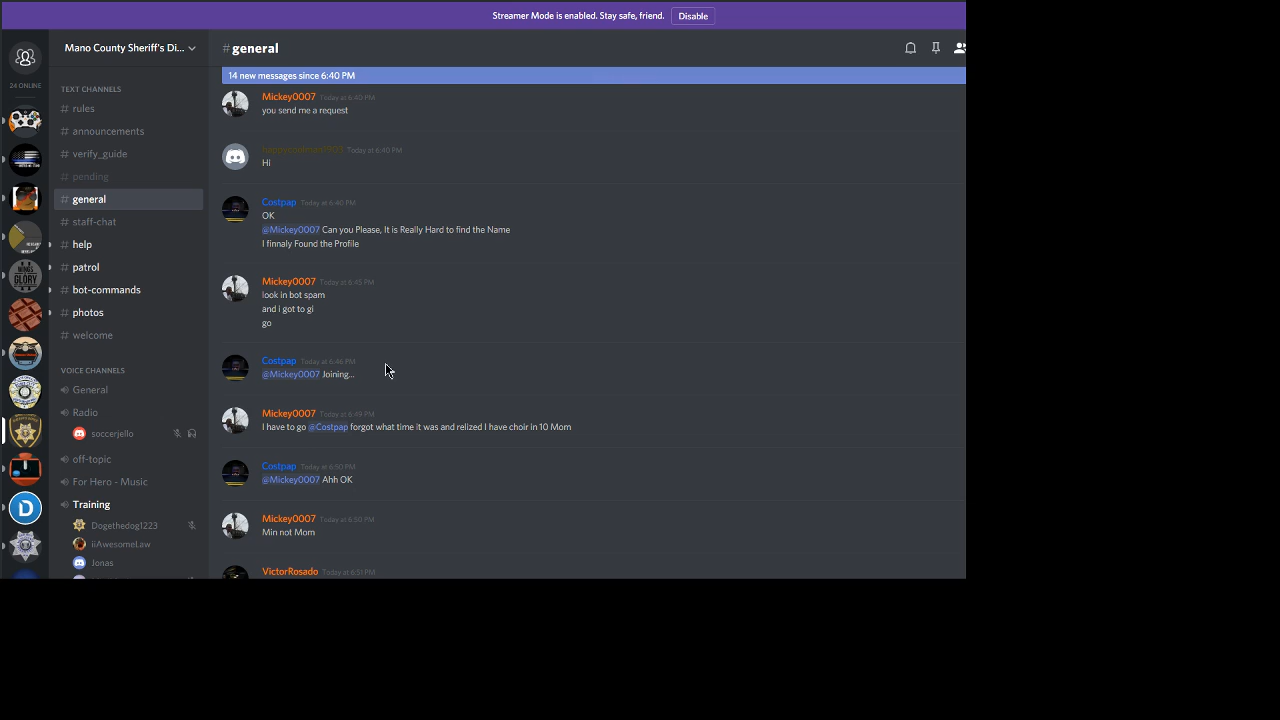 Streamer Mode is enabled. Stay safe, friend. Disable
Mano County Sheriff's Di...
# general
24 ONLINE
14 new messages since 6:40 PM
TEXT CHANNELS
# rules
# announcements
# verify_guide
# pending
# general
# staff-chat
# help
# patrol
# bot-commands
# photos
# welcome
VOICE CHANNELS
General
Radio
soccerjello
off-topic
For Hero - Music
Training
Dogethedog1223
iiAwesomeLaw
Jonas
Mickey0007 Today at 6:40 PM
you send me a request
Today at 6:40 PM
Hi
Costpap Today at 6:40 PM
OK
@Mickey0007 Can you Please, It is Really Hard to find the Name
I finnaly Found the Profile
Mickey0007 Today at 6:45 PM
look in bot spam
and i got to gi
go
Costpap Today at 6:46 PM
@Mickey0007 Joining...
Mickey0007 Today at 6:49 PM
I have to go @Costpap forgot what time it was and relized I have choir in 10 Mom
Costpap Today at 6:50 PM
@Mickey0007 Ahh OK
Mickey0007 Today at 6:50 PM
Min not Mom
VictorRosado Today at 6:51 PM